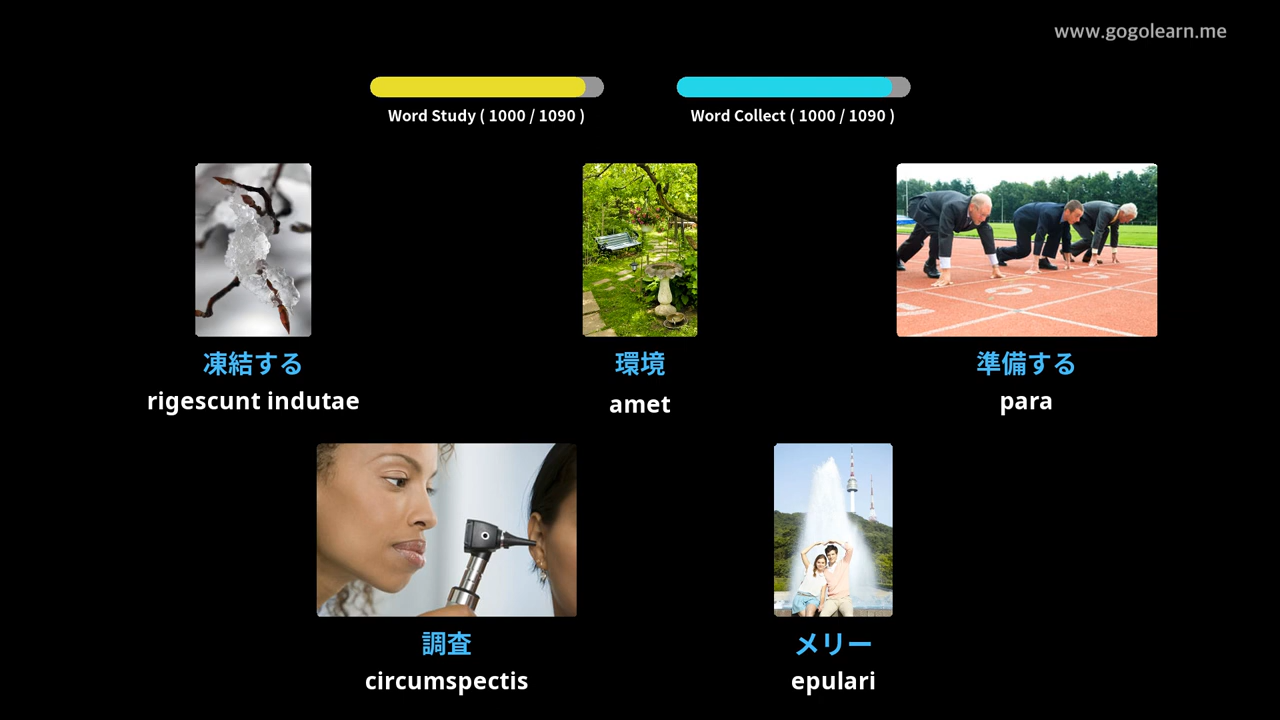 www.gogolearn.me
Word Study ( 1000 / 1090 )
Word Collect ( 1000 / 1090 )
凍結する
rigescunt indutae
環境
amet
準備する
para
調査
circumspectis
メリー
epulari